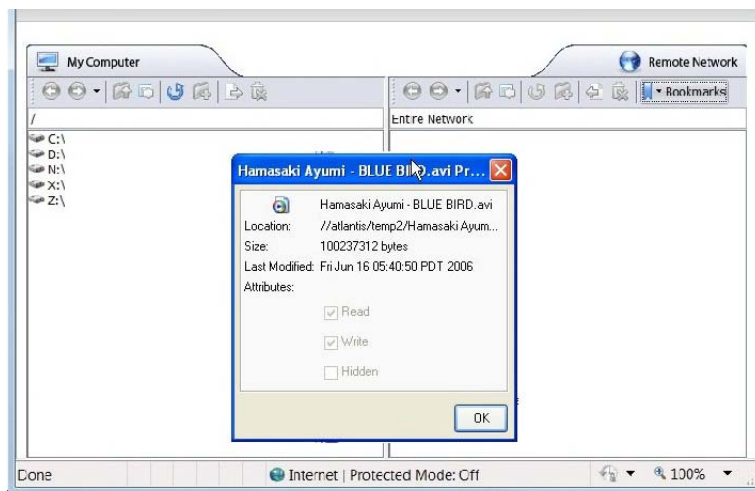 My Computer
Remote Network
Bookmarks
/
Entire Network
C:\
D:\
N:\
X:\
Z:\
Hamasaki Ayumi - BLUE BIRD.avi Pr...
Hamasaki Ayumi - BLUE BIRD.avi
Location: //atlantis/temp2/Hamasaki Ayum...
Size: 100237312 bytes
Last Modified: Fri Jun 16 05:40:50 PDT 2006
Attributes:
Read
Write
Hidden
OK
Done
Internet | Protected Mode: Off
100%